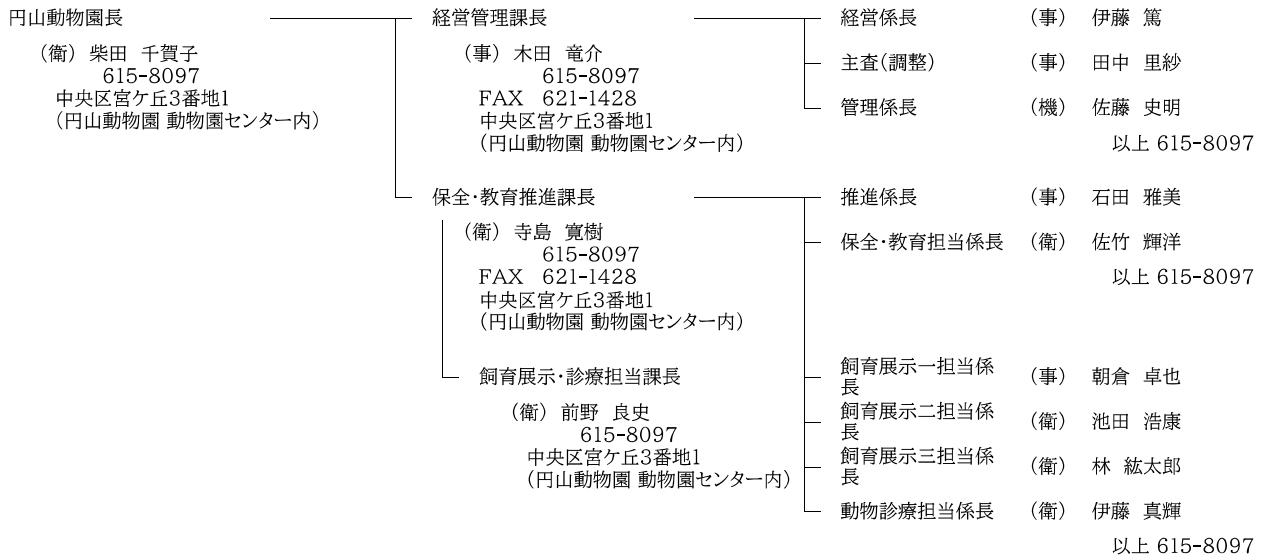 円山動物園長
（衛） 柴田　千賀子
615-8097
中央区宮ケ丘3番地1
（円山動物園 動物園センター内）
経営管理課長
（事） 木田　竜介
615-8097
FAX　621-1428
中央区宮ケ丘3番地1
（円山動物園 動物園センター内）
経営係長　（事）　伊藤　篤
主査（調整）　（事）　田中　里紗
管理係長　（機）　佐藤　史明
以上 615-8097
保全・教育推進課長
（衛） 寺島　寛樹
615-8097
FAX　621-1428
中央区宮ケ丘3番地1
（円山動物園 動物園センター内）
推進係長　（事）　石田　雅美
保全・教育担当係長　（衛）　佐竹　輝洋
以上 615-8097
飼育展示・診療担当課長
（衛） 前野　良史
615-8097
中央区宮ケ丘3番地1
（円山動物園 動物園センター内）
飼育展示一担当係
長　（事）　朝倉　卓也
飼育展示二担当係
長　（衛）　池田　浩康
飼育展示三担当係
長　（衛）　林　紘太郎
動物診療担当係長　（衛）　伊藤　真輝
以上 615-8097